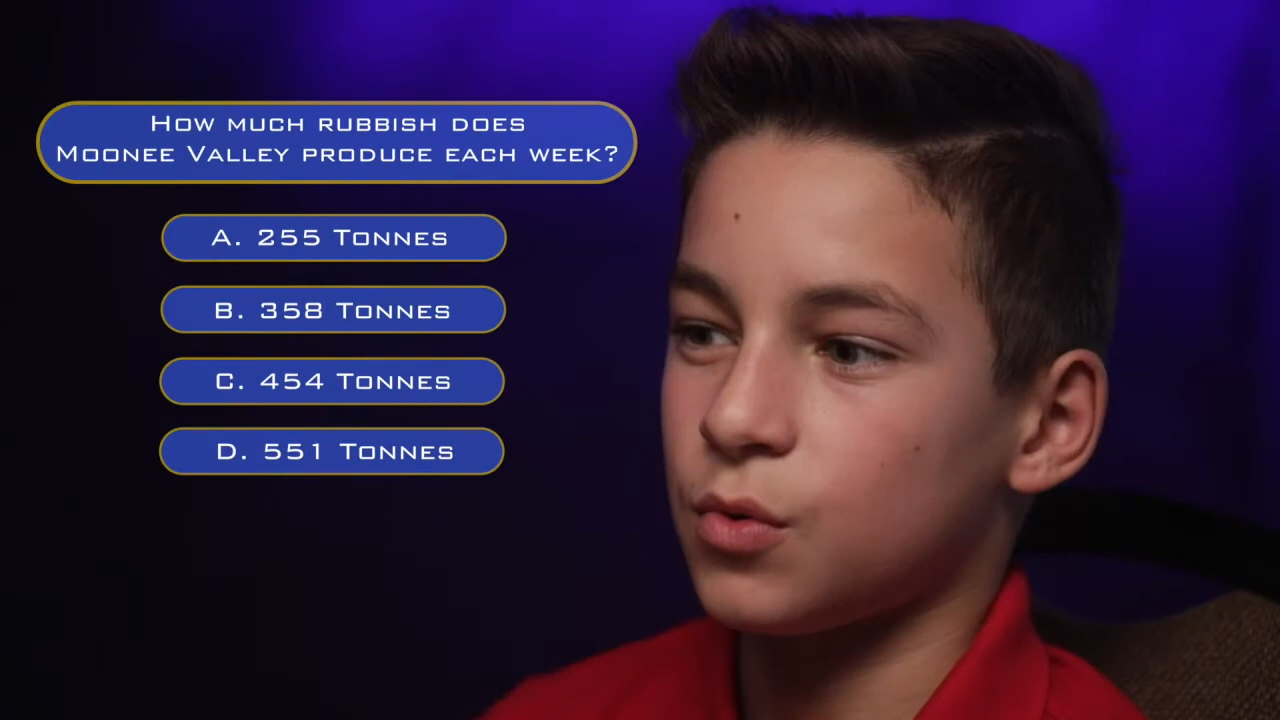 How much rubbish does
Moonee Valley produce each week?
A. 255 Tonnes
B. 358 Tonnes
C. 454 Tonnes
D. 551 Tonnes